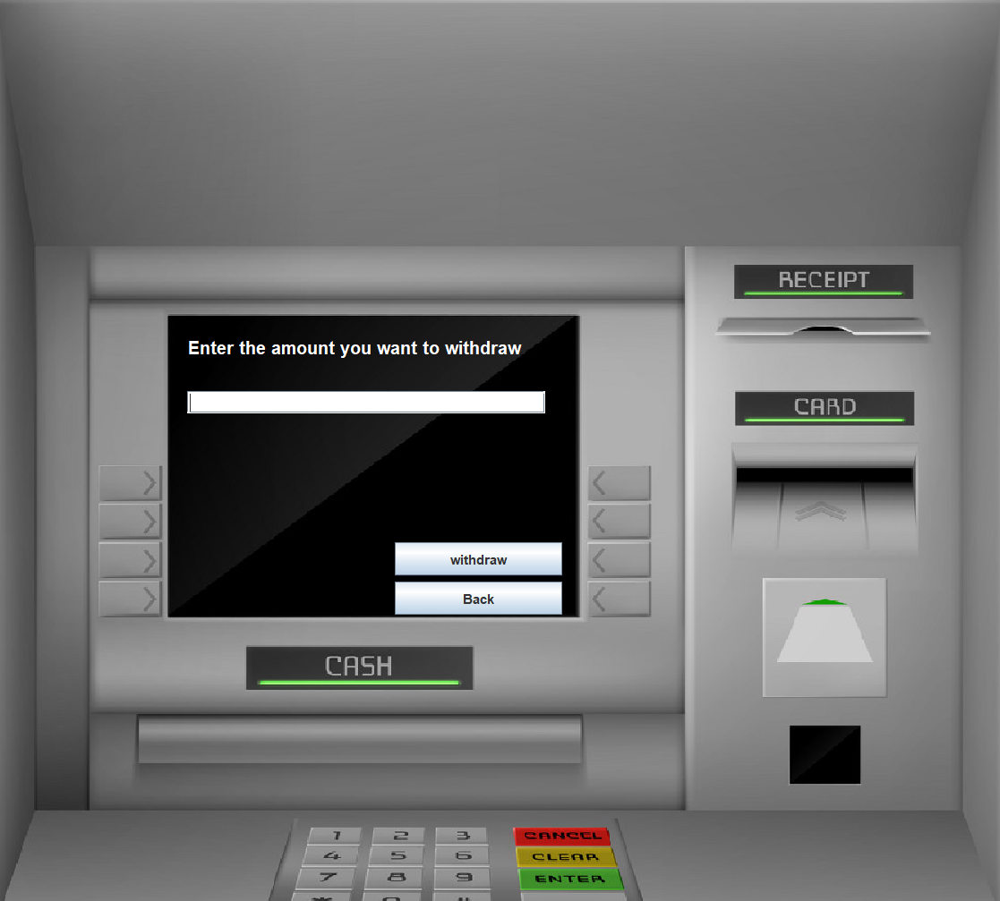 RECEIPT
Enter the amount you want to withdraw
CARD
withdraw
Back
CASH
1 2 3 CANCEL
4 5 6 CLEAR
7 8 9 ENTER